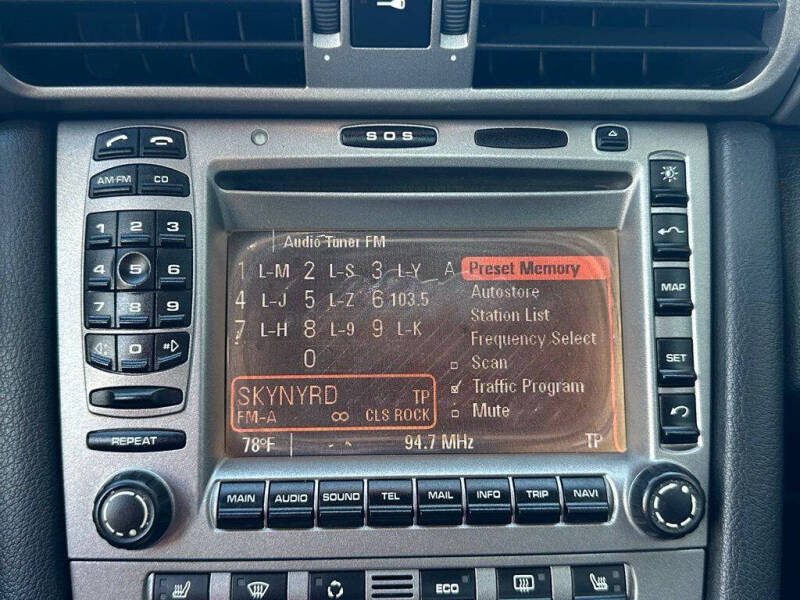 SOS
AM·FM CD
1 2 3
4 5 6
7 8 9
0 #
REPEAT
Audio Tuner FM
1 L-M 2 L-S 3 L-Y A
4 L-J 5 L-Z 6 103.5
7 L-H 8 L-9 9 L-K
0
Preset Memory
Autostore
Station List
Frequency Select
Scan
Traffic Program
Mute
SKYNYRD TP
FM-A ∞ CLS ROCK
78°F 94.7 MHz TP
MAP
SET
MAIN AUDIO SOUND TEL MAIL INFO TRIP NAVI
ECO